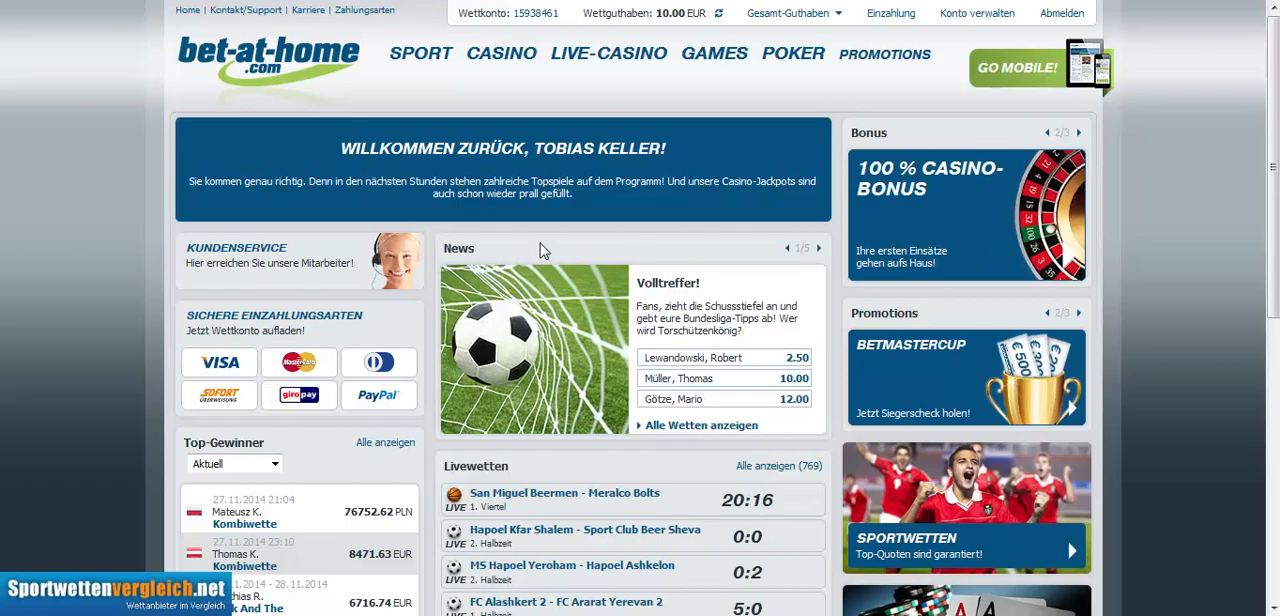 Home | Kontakt/Support | Karriere | Zahlungsarten
Wettkonto: 15938461 Wettguthaben: 10.00 EUR Gesamt-Guthaben Einzahlung Konto verwalten Abmelden
bet-at-home
.com
SPORT CASINO LIVE-CASINO GAMES POKER PROMOTIONS
GO MOBILE!
WILLKOMMEN ZURÜCK, TOBIAS KELLER!
Sie kommen genau richtig. Denn in den nächsten Stunden stehen zahlreiche Topspiele auf dem Programm! Und unsere Casino-Jackpots sind
auch schon wieder prall gefüllt.
KUNDENSERVICE
Hier erreichen Sie unsere Mitarbeiter!
SICHERE EINZAHLUNGSARTEN
Jetzt Wettkonto aufladen!
VISA
MasterCard
SOFORT
ÜBERWEISUNG
giropay
PayPal
Top-Gewinner Alle anzeigen
Aktuell
27.11.2014 21:04
Mateusz K. 76752.62 PLN
Kombiwette
27.11.2014 23:10
Thomas K. 8471.63 EUR
Kombiwette
- 28.11.2014
6716.74 EUR
News 1/5
Volltreffer!
Fans, zieht die Schussstiefel an und
gebt eure Bundesliga-Tipps ab! Wer
wird Torschützenkönig?
Lewandowski, Robert 2.50
Müller, Thomas 10.00
Götze, Mario 12.00
Alle Wetten anzeigen
Livewetten Alle anzeigen (769)
San Miguel Beermen - Meralco Bolts 20:16
LIVE 1. Viertel
Hapoel Kfar Shalem - Sport Club Beer Sheva 0:0
LIVE 2. Halbzeit
MS Hapoel Yeroham - Hapoel Ashkelon 0:2
LIVE 2. Halbzeit
FC Alashkert 2 - FC Ararat Yerevan 2 5:0
Bonus 2/3
100 % CASINO-
BONUS
Ihre ersten Einsätze
gehen aufs Haus!
Promotions 2/3
BETMASTERCUP
Jetzt Siegerscheck holen!
SPORTWETTEN
Top-Quoten sind garantiert!
Sportwettenvergleich.net
Wettanbieter im Vergleich